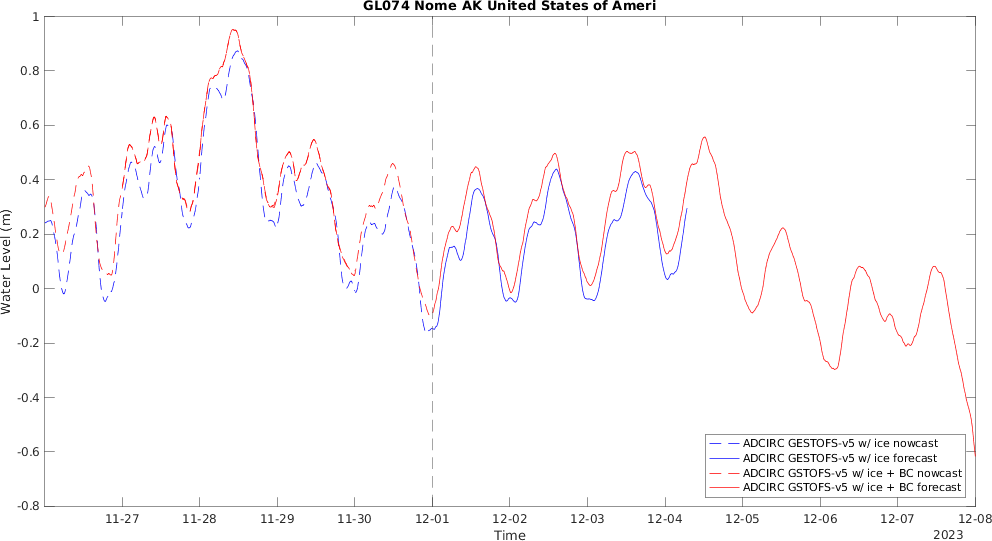 GL074 Nome AK United States of Ameri
1
0.8
0.6
0.4
0.2
0
-0.2
-0.4
-0.6
-0.8
Water Level (m)
ADCIRC GESTOFS-v5 w/ ice nowcast
ADCIRC GESTOFS-v5 w/ ice forecast
ADCIRC GSTOFS-v5 w/ ice + BC nowcast
ADCIRC GSTOFS-v5 w/ ice + BC forecast
11-27 11-28 11-29 11-30 12-01 12-02 12-03 12-04 12-05 12-06 12-07 12-08
Time
2023